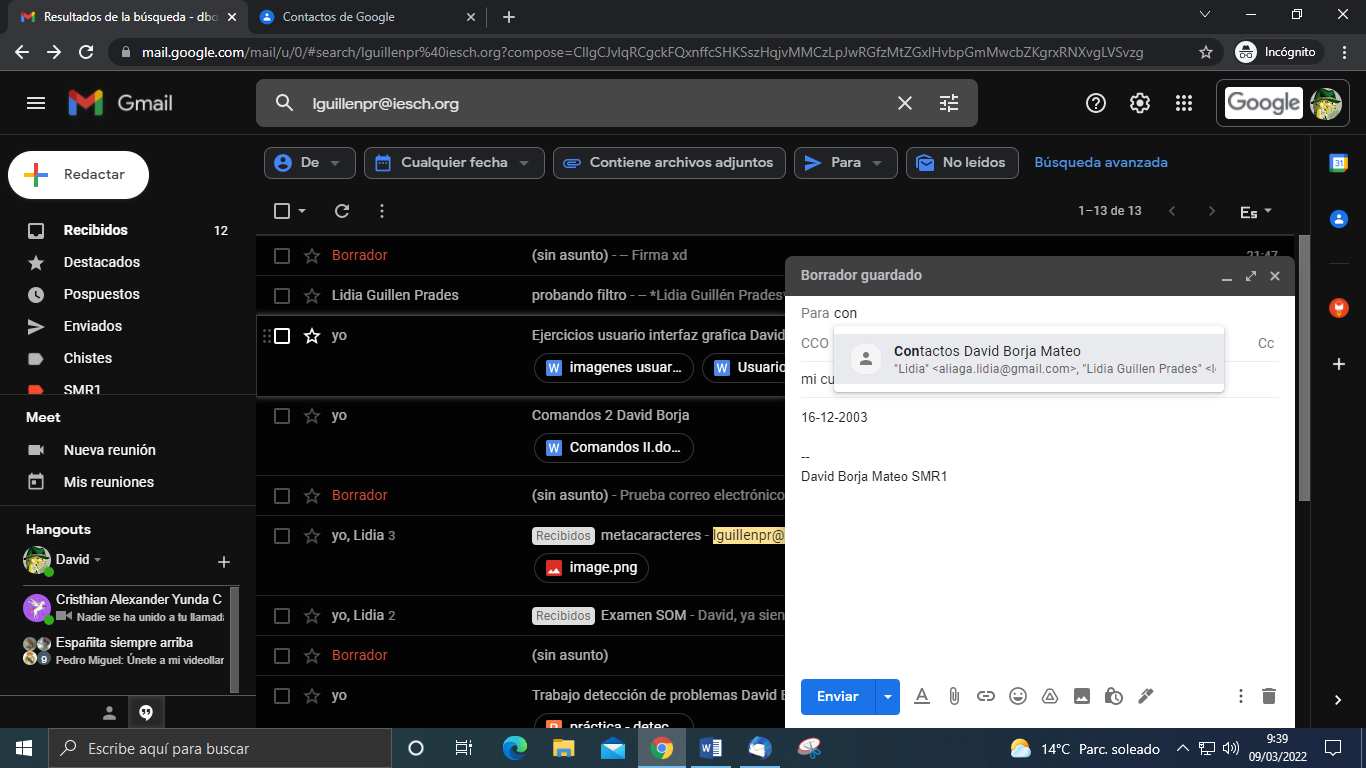 Resultados de la búsqueda - dbo
Contactos de Google
mail.google.com/mail/u/0/#search/lguillenpr%40iesch.org?compose=CllgCJvlqRCgckFQxnffcSHKSszHqjvMMCzLpJwRGfzMtZGxlHvbpGmMwcbZKgrxRNXvgLVSvzg
Incógnito
Gmail
lguillenpr@iesch.org
Google
Redactar
De
Cualquier fecha
Contiene archivos adjuntos
Para
No leídos
Búsqueda avanzada
1–13 de 13
Es
Recibidos 12
Destacados
Pospuestos
Enviados
Chistes
SMR1
Meet
Nueva reunión
Mis reuniones
Hangouts
David
Cristhian Alexander Yunda C
Nadie se ha unido a tu llamada
Españita siempre arriba
9 Pedro Miguel: Únete a mi videollar
Borrador (sin asunto) - -- Firma xd 21:47
Lidia Guillen Prades probando filtro - -- *Lidia Guillén Prades*
yo Ejercicios usuario interfaz grafica David
imagenes usuar... Usuario
yo Comandos 2 David Borja
Comandos II.do...
Borrador (sin asunto) - Prueba correo electrónico
yo, Lidia 3 Recibidos metacaracteres - lguillenpr@
image.png
yo, Lidia 2 Recibidos Examen SOM - David, ya sien
Borrador (sin asunto)
yo Trabajo detección de problemas David B
práctica - detec
Borrador guardado
Para con
CCO Cc
Contactos David Borja Mateo
"Lidia" <aliaga.lidia@gmail.com>, "Lidia Guillen Prades" <l
mi cu
16-12-2003
--
David Borja Mateo SMR1
Enviar
31
Escribe aquí para buscar
14°C Parc. soleado
9:39
09/03/2022